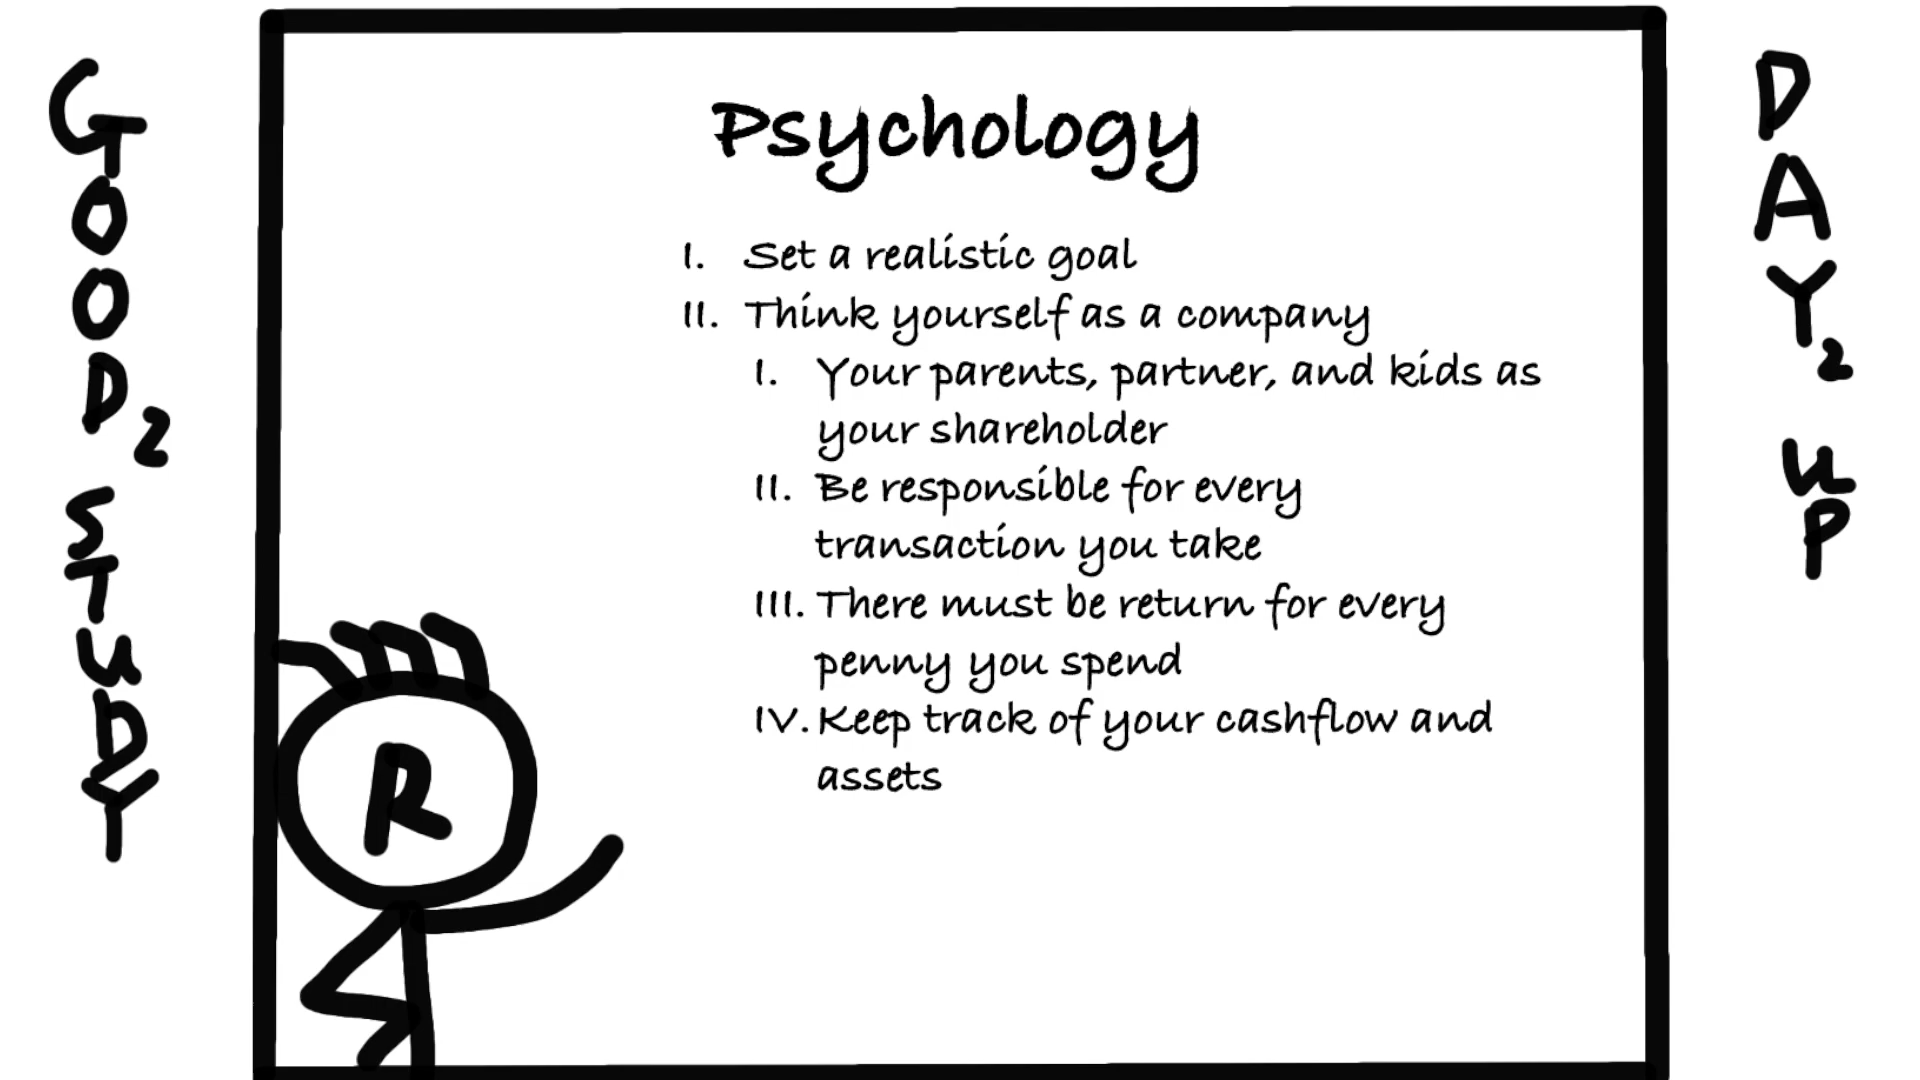 GOOD2 STUDY
Psychology
I. Set a realistic goal
II. Think yourself as a company
I. Your parents, partner, and kids as
your shareholder
II. Be responsible for every
transaction you take
III. There must be return for every
penny you spend
IV. Keep track of your cashflow and
assets
R
DAY2 UP